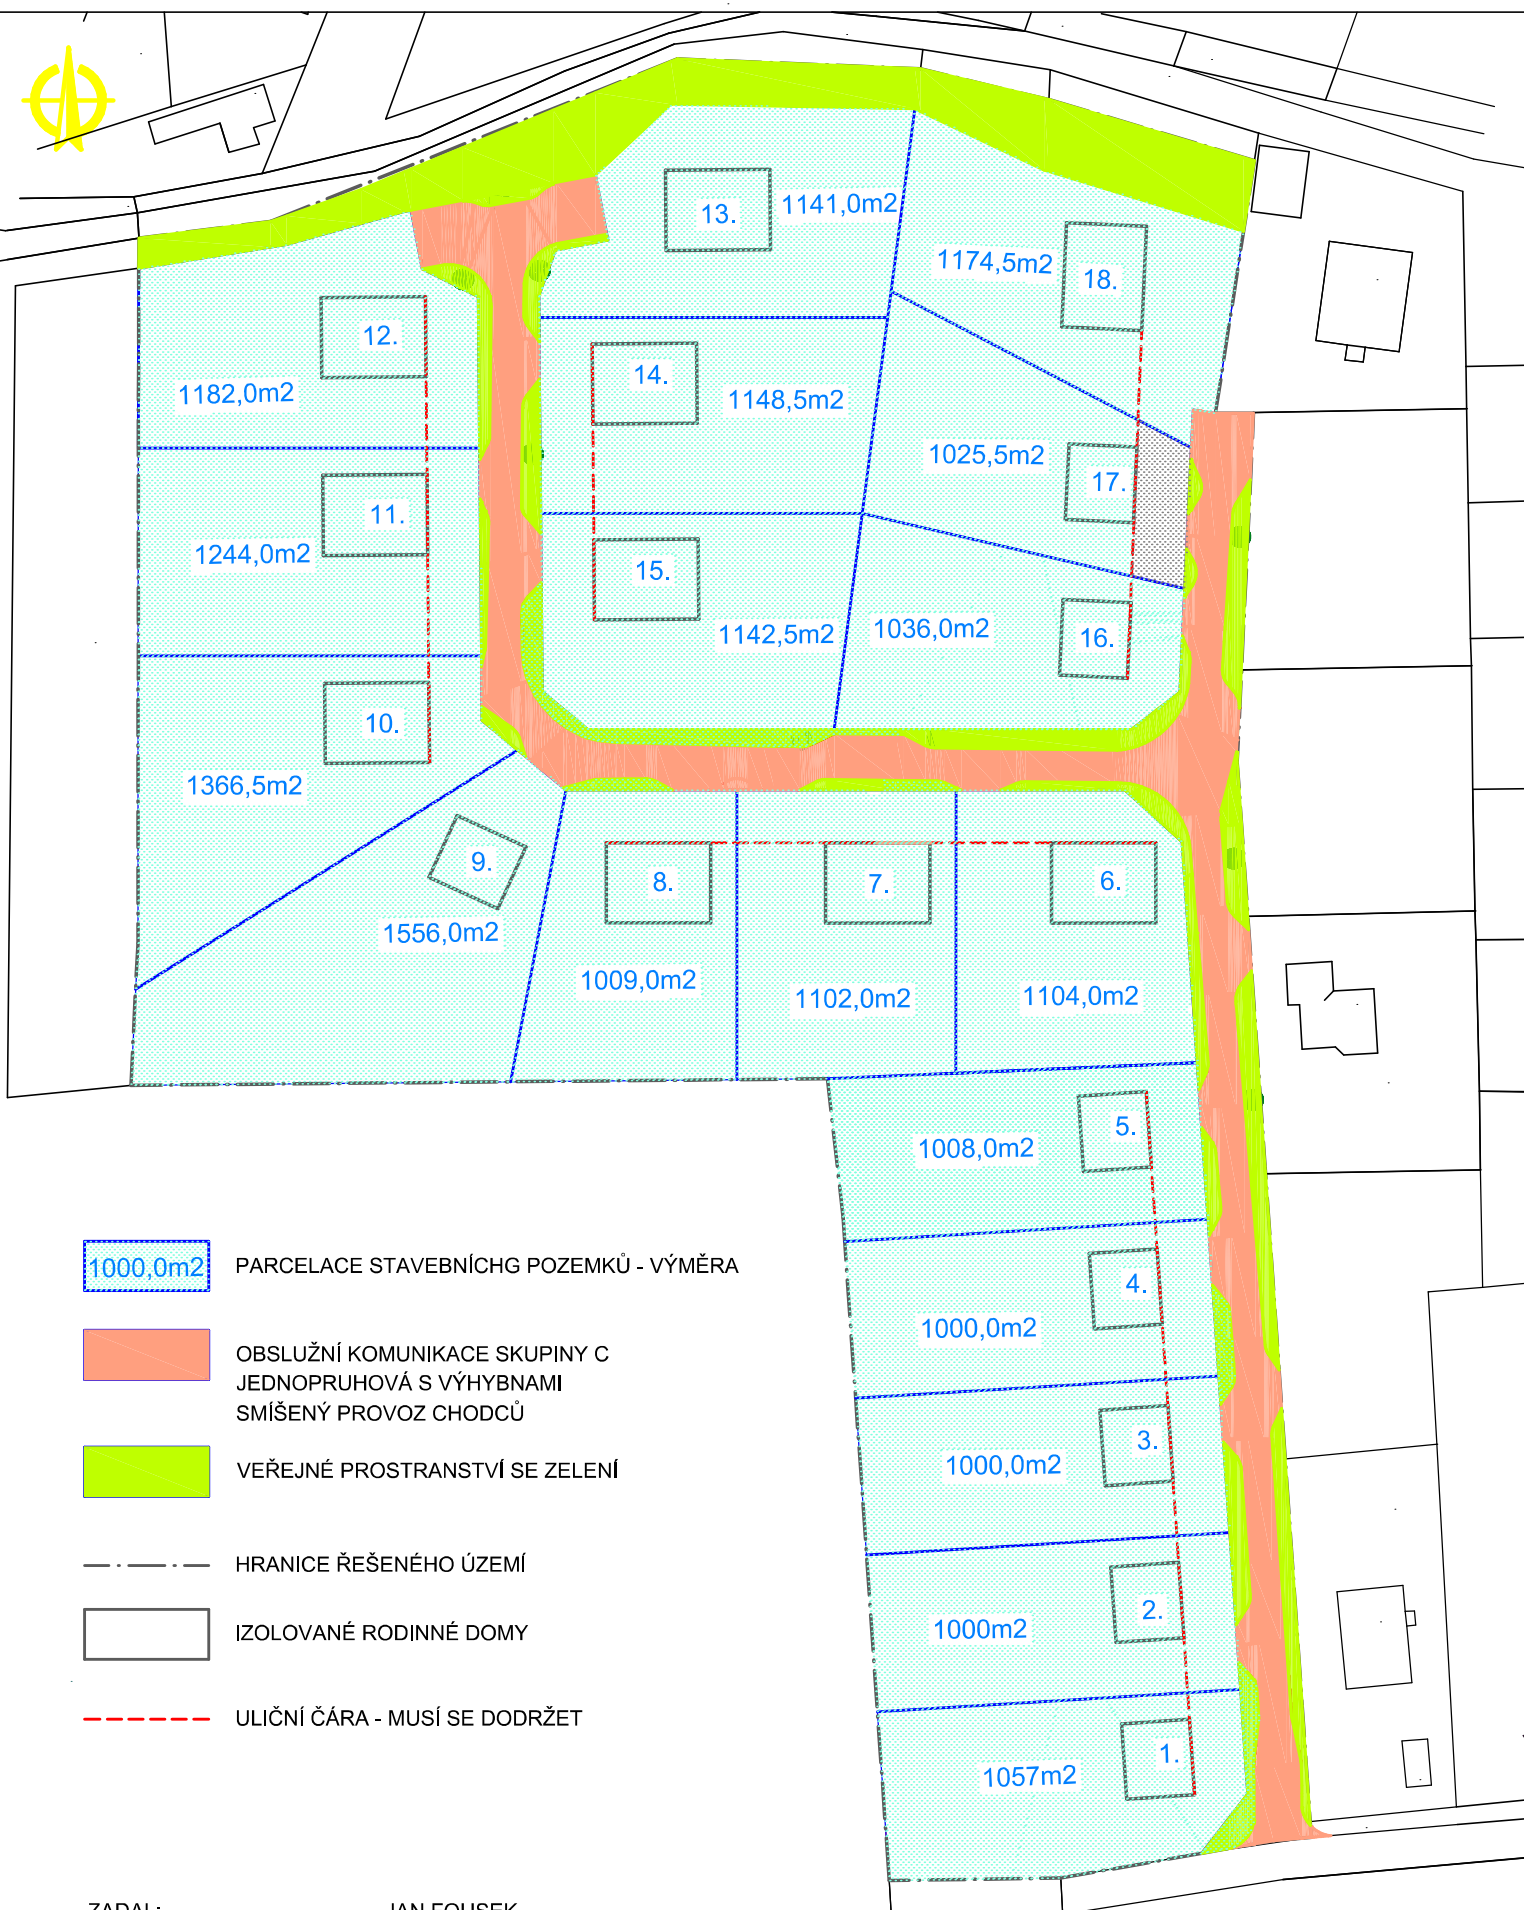 13.
1141,0m2
1174,5m2
18.
12.
1182,0m2
14.
1148,5m2
1025,5m2
17.
11.
1244,0m2
15.
1142,5m2
1036,0m2
16.
10.
1366,5m2
9.
1556,0m2
8.
1009,0m2
7.
1102,0m2
6.
1104,0m2
5.
1008,0m2
4.
1000,0m2
3.
1000,0m2
2.
1000m2
1.
1057m2
1000,0m2
PARCELACE STAVEBNÍCHG POZEMKŮ - VÝMĚRA
OBSLUŽNÍ KOMUNIKACE SKUPINY C
JEDNOPRUHOVÁ S VÝHYBNAMI
SMÍŠENÝ PROVOZ CHODCŮ
VEŘEJNÉ PROSTRANSTVÍ SE ZELENÍ
HRANICE ŘEŠENÉHO ÚZEMÍ
IZOLOVANÉ RODINNÉ DOMY
ULIČNÍ ČÁRA - MUSÍ SE DODRŽET
ZADAL: JAN FOUSEK